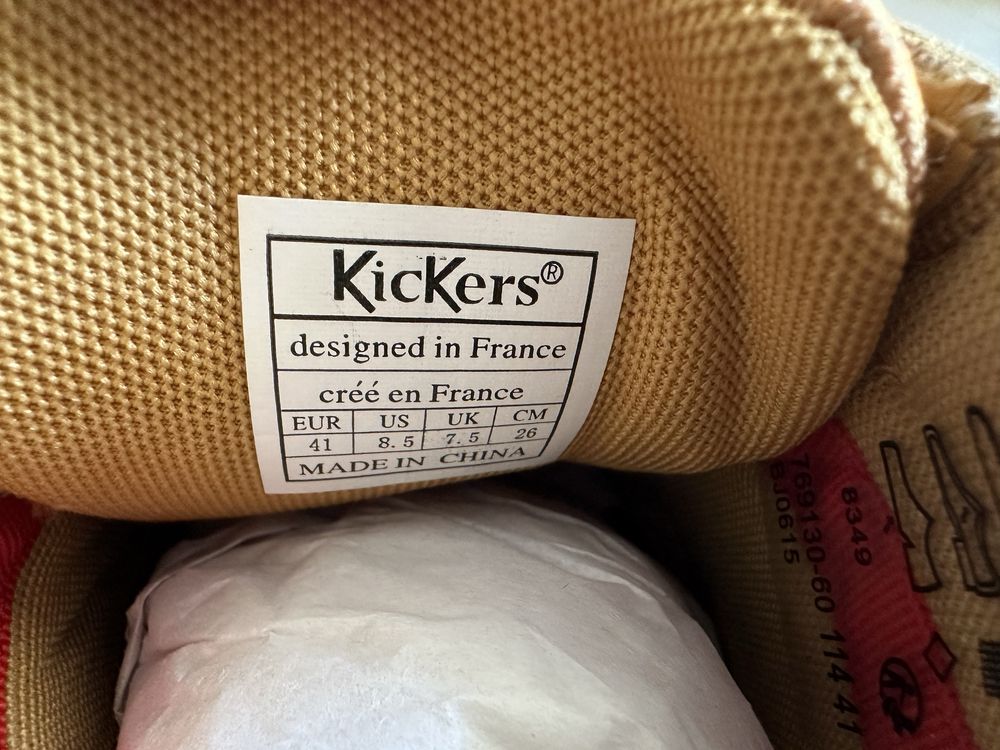 KicKers®
designed in France
créé en France
EUR US UK CM
41 8.5 7.5 26
MADE IN CHINA
8349
769130-60 114 41
BJ0615